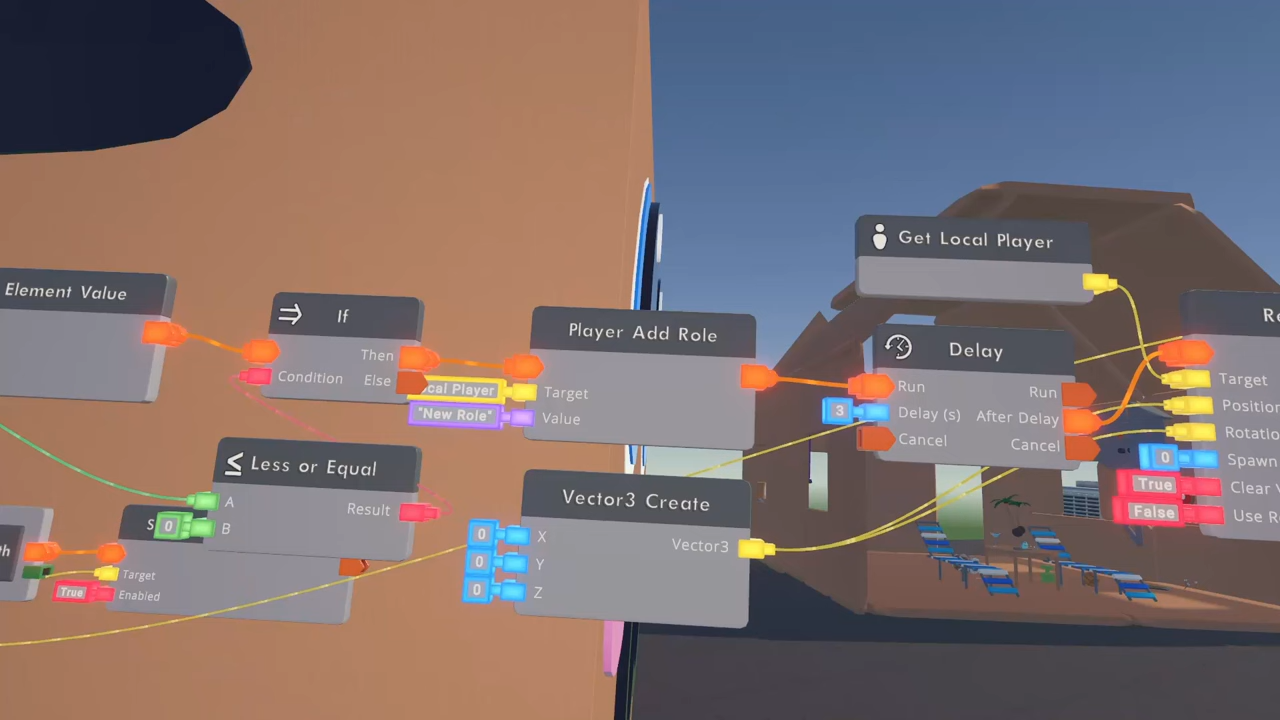 Element Value
If
Then
Condition
Else
Player Add Role
cal Player
Target
"New Role"
Value
Get Local Player
Delay
Run
Run
3
Delay (s)
After Delay
Cancel
Cancel
Re
Target
Position
Rotatio
0
Spawn
True
Clear V
False
Use R
Less or Equal
A
0
B
Result
th
S
Target
True
Enabled
Vector3 Create
0
X
Vector3
0
Y
0
Z